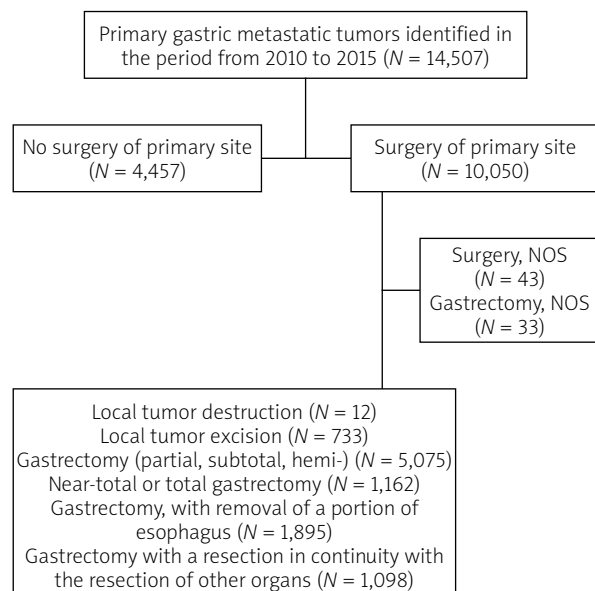 Primary gastric metastatic tumors identified in
the period from 2010 to 2015 (N = 14,507)
No surgery of primary site
(N = 4,457)
Surgery of primary site
(N = 10,050)
Surgery, NOS
(N = 43)
Gastrectomy, NOS
(N = 33)
Local tumor destruction (N = 12)
Local tumor excision (N = 733)
Gastrectomy (partial, subtotal, hemi-) (N = 5,075)
Near-total or total gastrectomy (N = 1,162)
Gastrectomy, with removal of a portion of
esophagus (N = 1,895)
Gastrectomy with a resection in continuity with
the resection of other organs (N = 1,098)